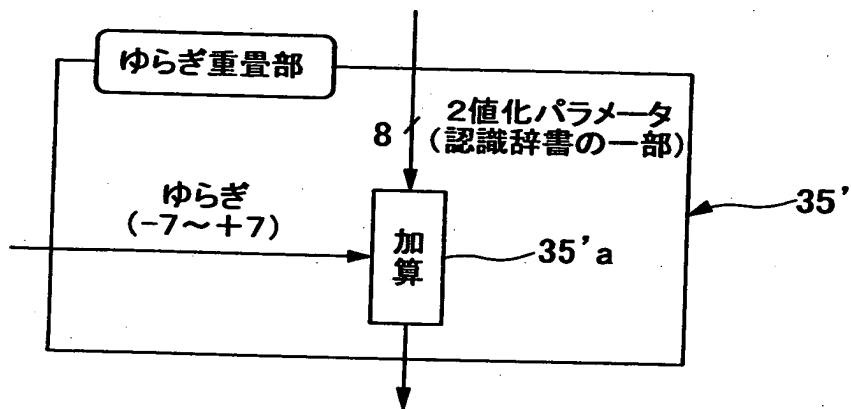 ゆらぎ重畳部
2値化パラメータ
8
(認識辞書の一部)
ゆらぎ
(-7〜+7)
加算
35'a
35'